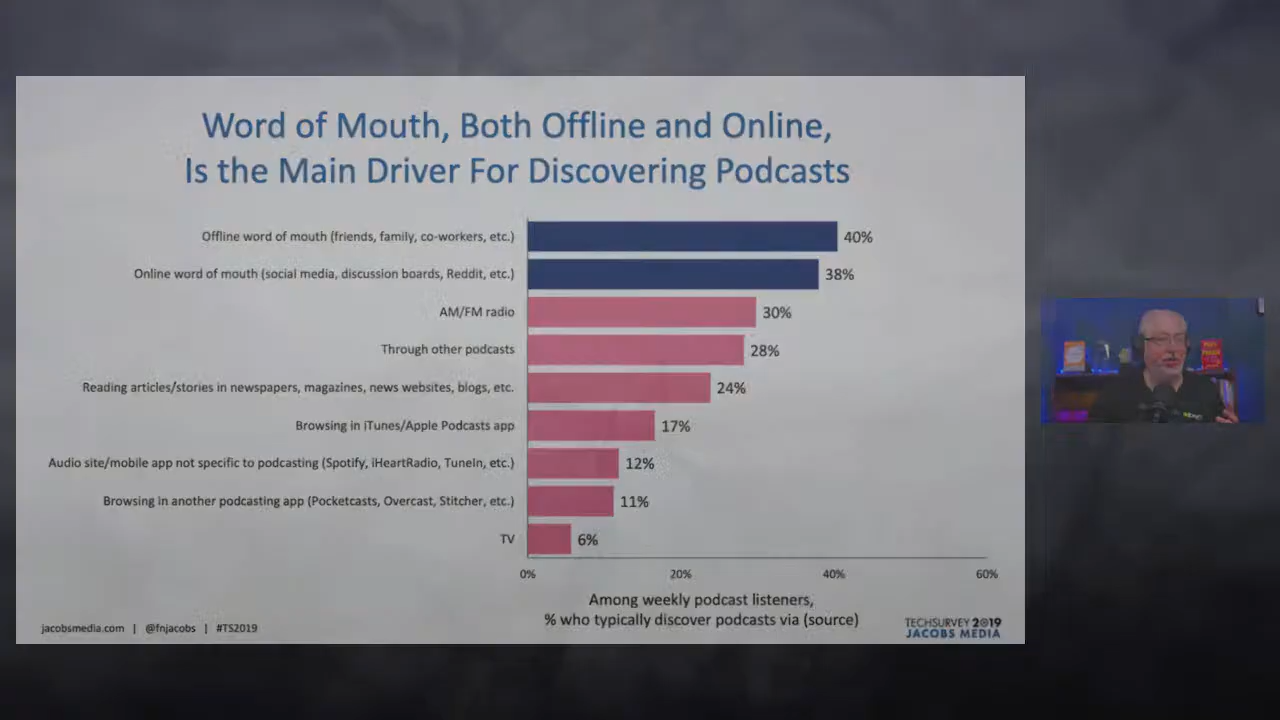 Word of Mouth, Both Offline and Online,
Is the Main Driver For Discovering Podcasts
Offline word of mouth (friends, family, co-workers, etc.) 40%
Online word of mouth (social media, discussion boards, Reddit, etc.) 38%
AM/FM radio 30%
Through other podcasts 28%
Reading articles/stories in newspapers, magazines, news websites, blogs, etc. 24%
Browsing in iTunes/Apple Podcasts app 17%
Audio site/mobile app not specific to podcasting (Spotify, iHeartRadio, TuneIn, etc.) 12%
Browsing in another podcasting app (Pocketcasts, Overcast, Stitcher, etc.) 11%
TV 6%
0% 20% 40% 60%
Among weekly podcast listeners,
% who typically discover podcasts via (source)
jacobsmedia.com | @fnjacobs | #TS2019
TECHSURVEY 2019
JACOBS MEDIA